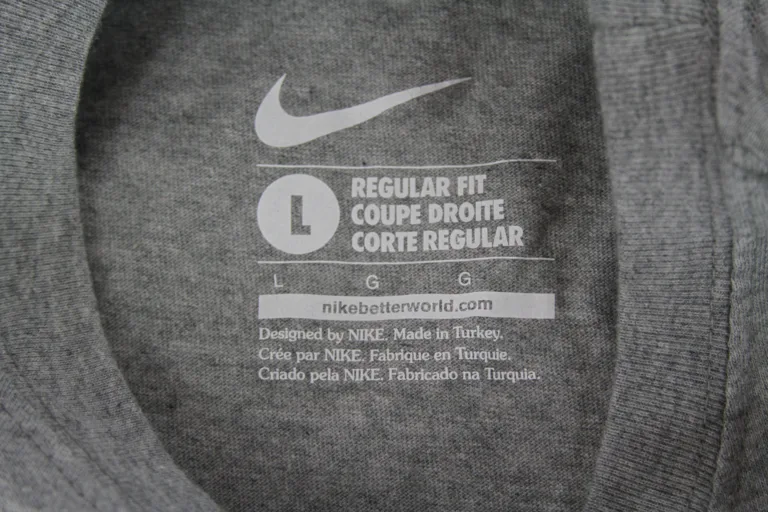 L
REGULAR FIT
COUPE DROITE
CORTE REGULAR
L G G
nikebetterworld.com
Designed by NIKE. Made in Turkey.
Crée par NIKE. Fabrique en Turquie.
Criado pela NIKE. Fabricado na Turquia.